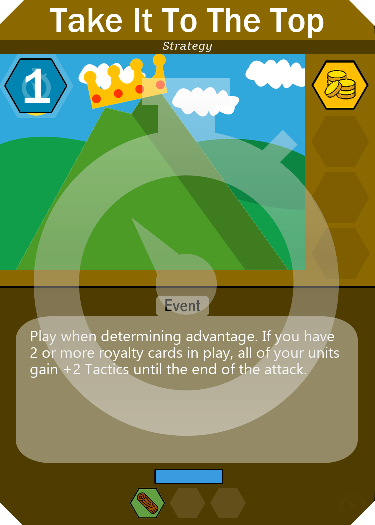 Take It To The Top
Strategy
1
Event
Play when determining advantage. If you have
2 or more royalty cards in play, all of your units
gain +2 Tactics until the end of the attack.